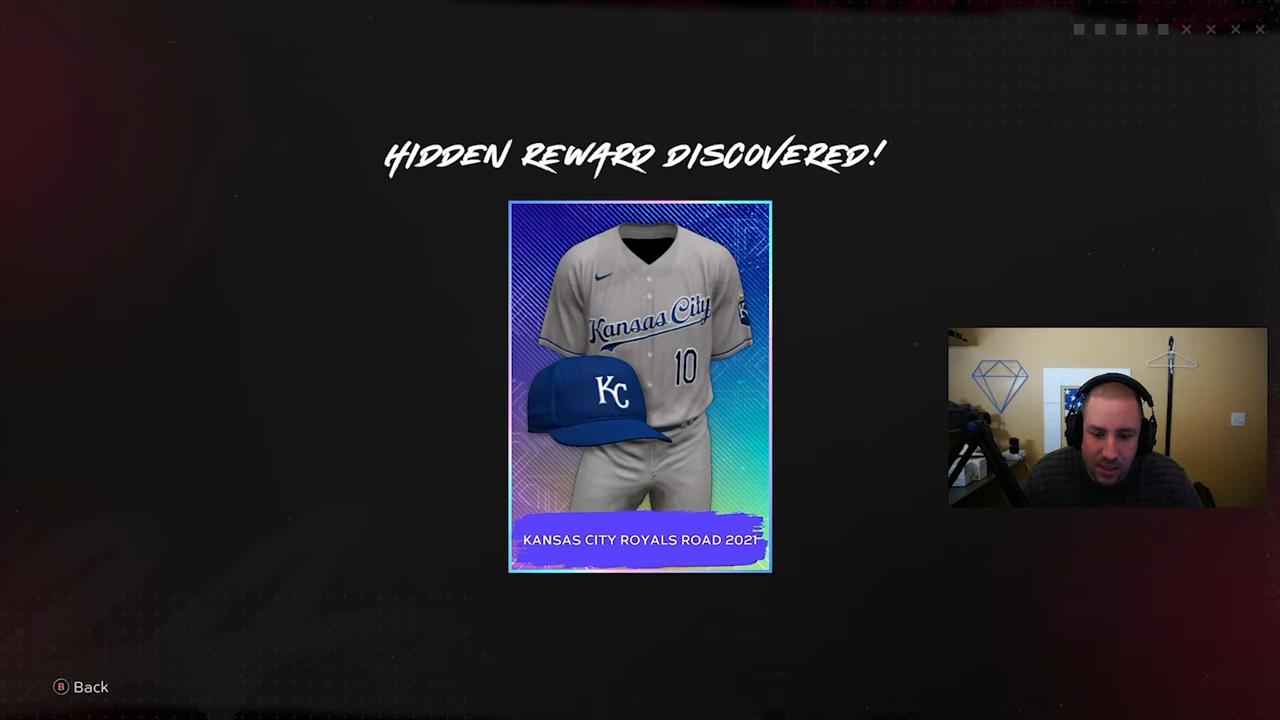 HIDDEN REWARD DISCOVERED!
Kansas City
10
KC
KANSAS CITY ROYALS ROAD 2021
B Back